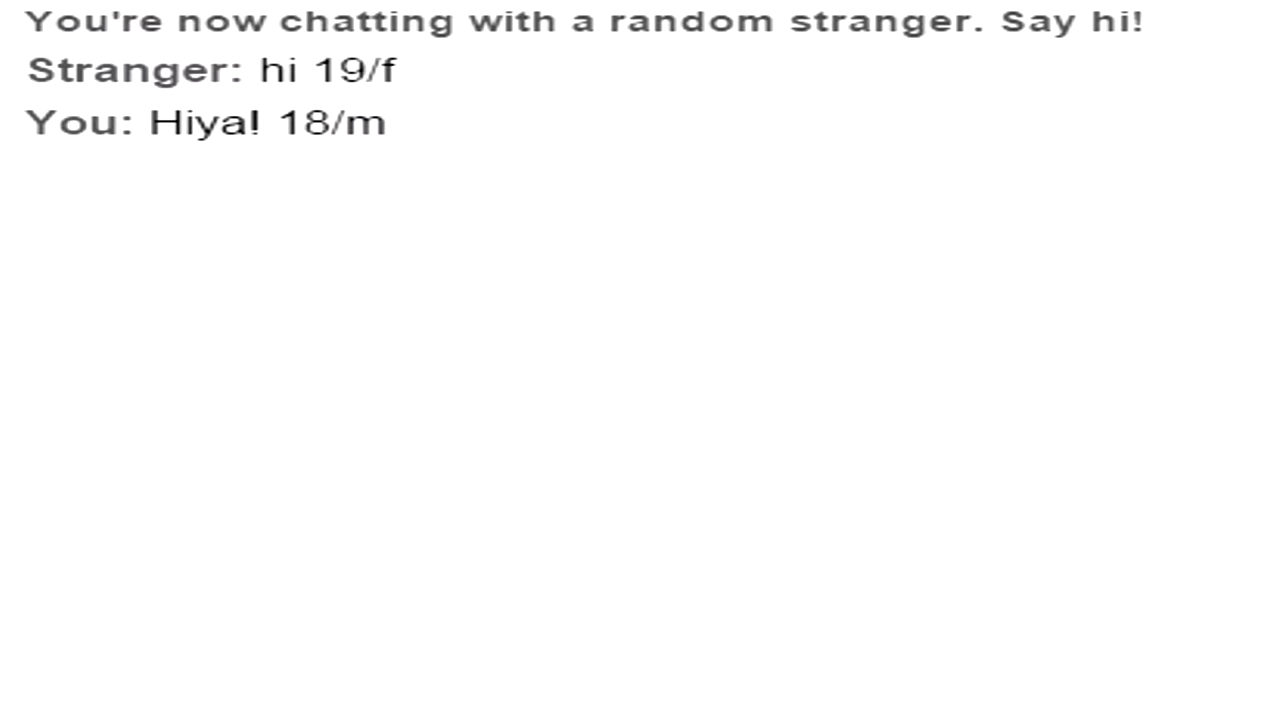 You're now chatting with a random stranger. Say hi!
Stranger: hi 19/f
You: Hiya! 18/m